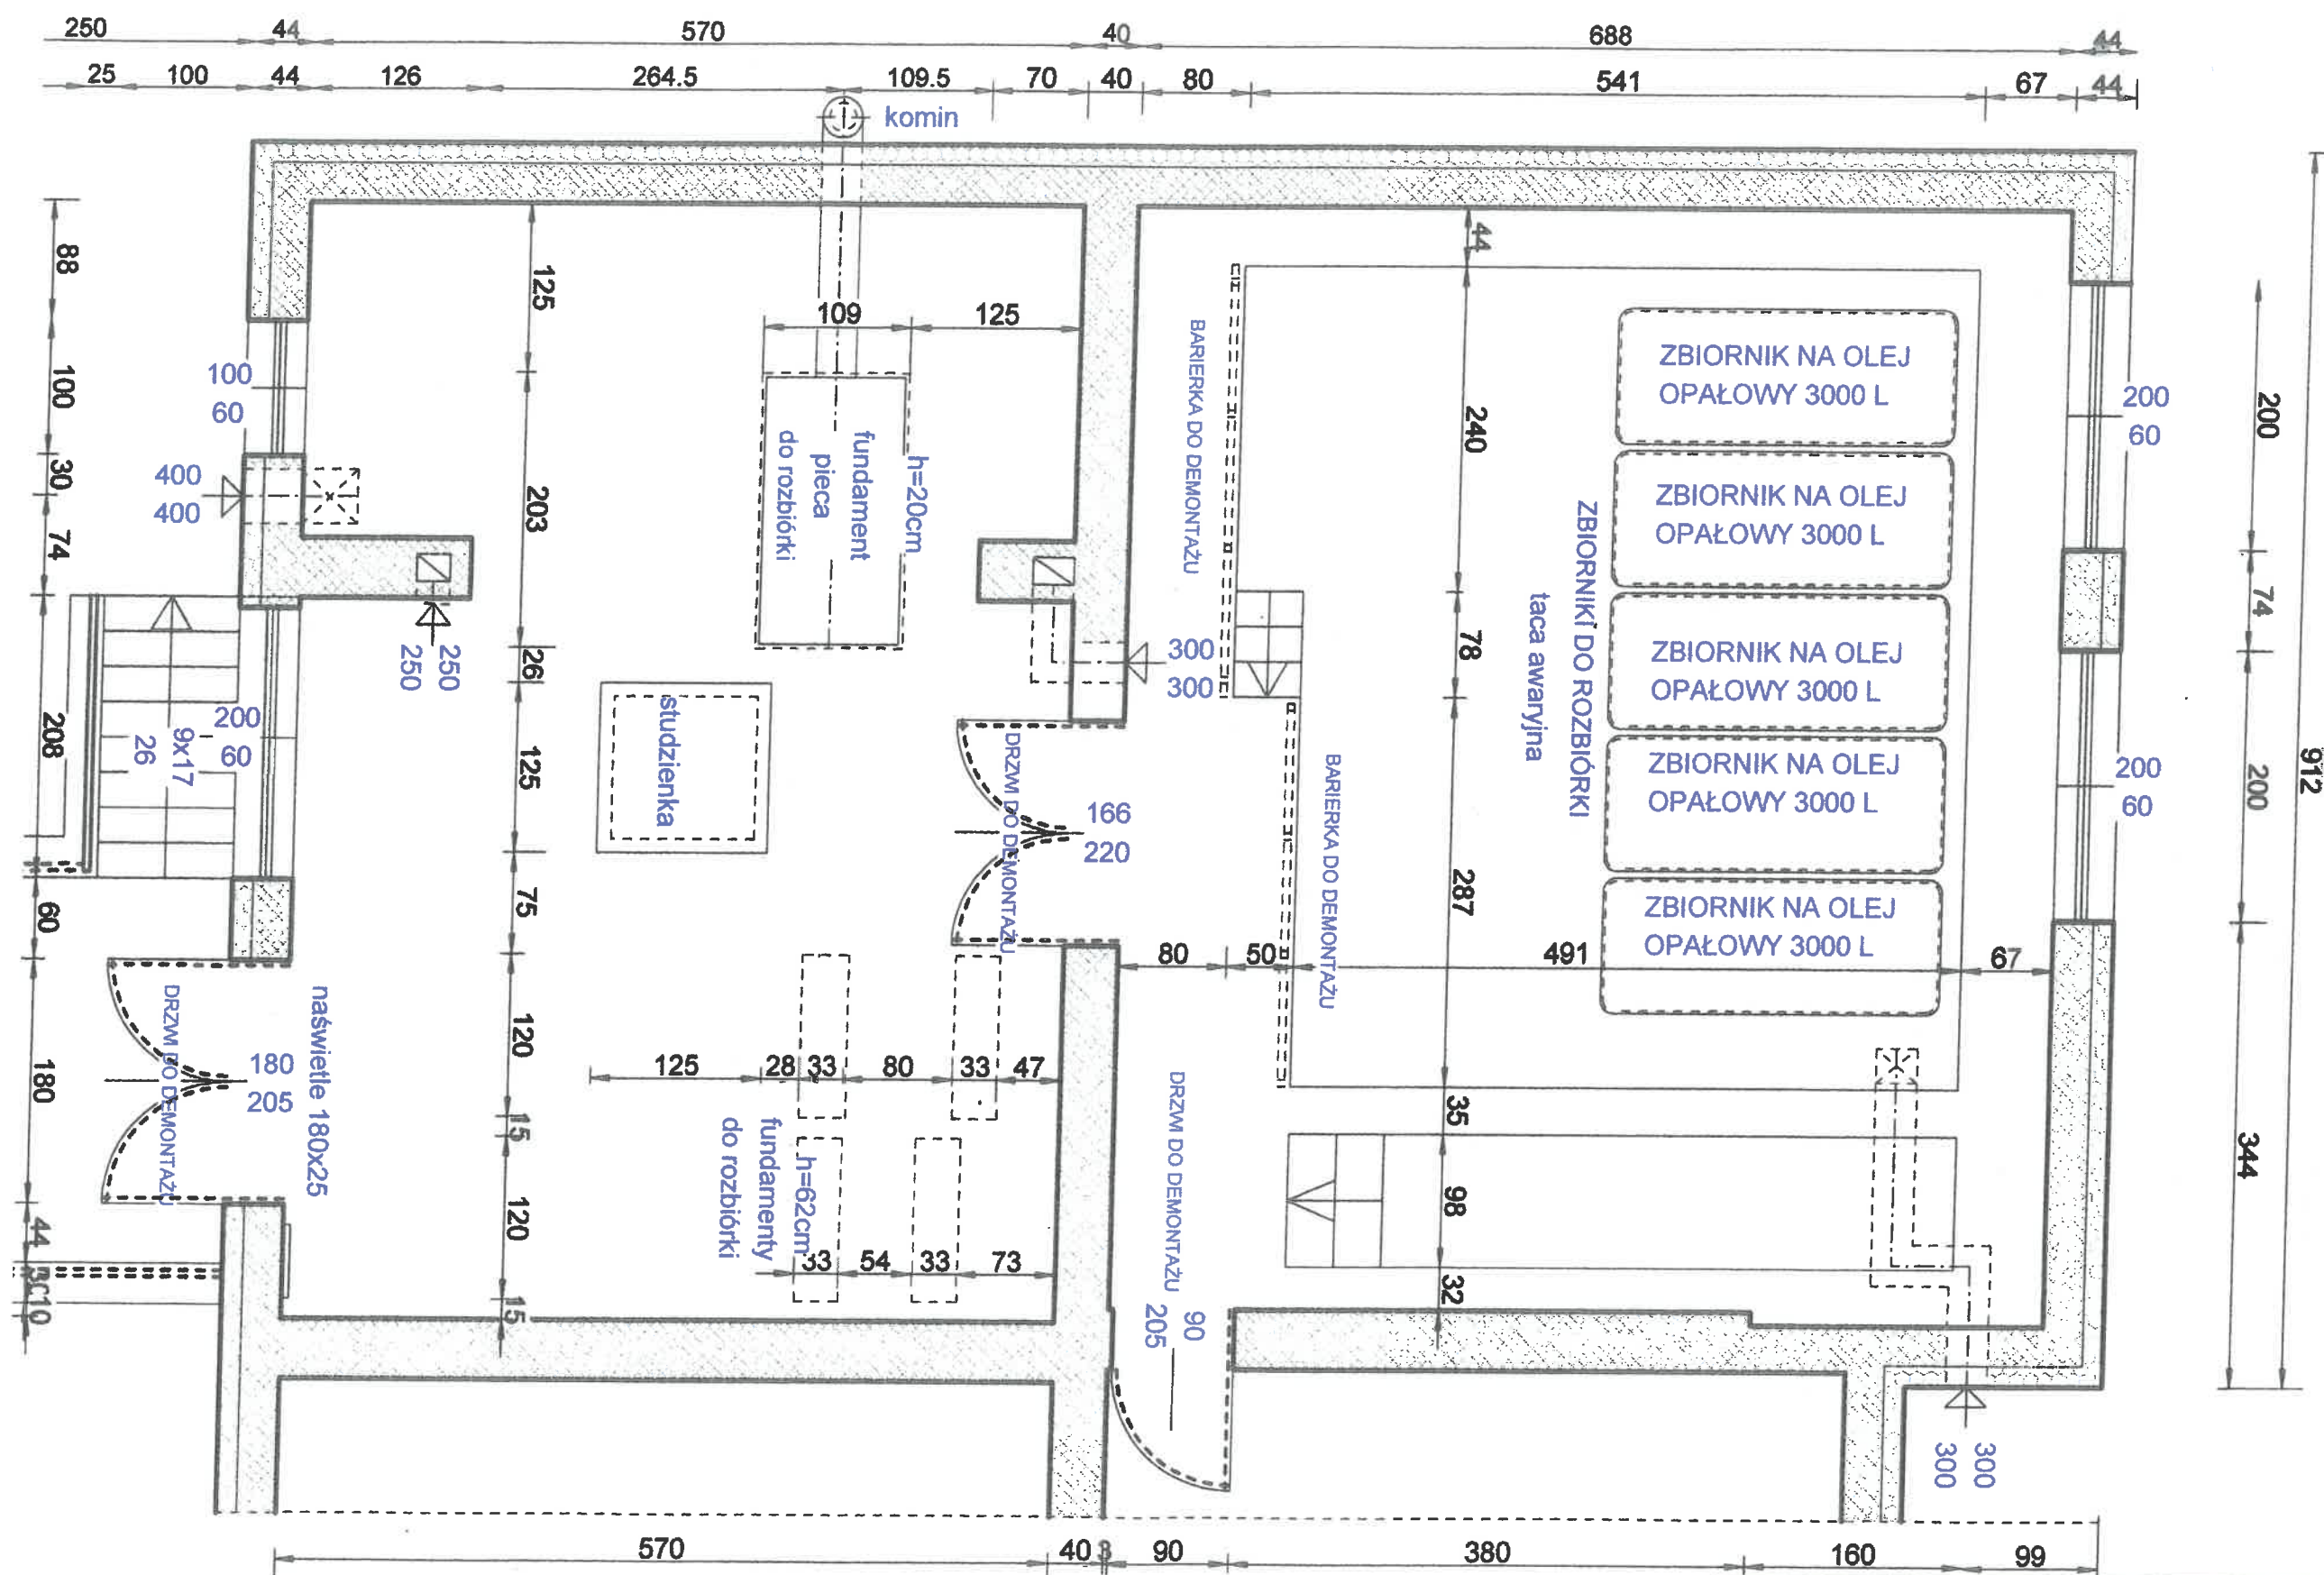 250 44 570 40 688 44
25 100 44 126 264.5 109.5 70 40 80 541 67 44
komin
88
100
30
74
208
60
180
44
10
100
60
400
400
250
250
200
60
9x17
26
DRZWI DO DEMONTAŻU
180
205
naświetle 180x25
125
203
26
125
75
120
15
120
15
109 125
h=20cm
fundament
pieca
do rozbiórki
studzienka
300
300
DRZWI DO DEMONTAŻU
166
220
125 28 33 80 33 47
h=62cm
fundamenty
do rozbiórki
33 54 33 73
BARIERKA DO DEMONTAŻU
BARIERKA DO DEMONTAŻU
44
240
78
287
35
98
32
ZBIORNIK NA OLEJ
OPAŁOWY 3000 L
ZBIORNIK NA OLEJ
OPAŁOWY 3000 L
ZBIORNIK NA OLEJ
OPAŁOWY 3000 L
ZBIORNIK NA OLEJ
OPAŁOWY 3000 L
ZBIORNIK NA OLEJ
OPAŁOWY 3000 L
ZBIORNIKI DO ROZBIÓRKI
taca awaryjna
80 50 491 67
DRZWI DO DEMONTAŻU
90
205
200
60
200
60
200
74
200
344
912
300
300
570 40 3 90 380 160 99